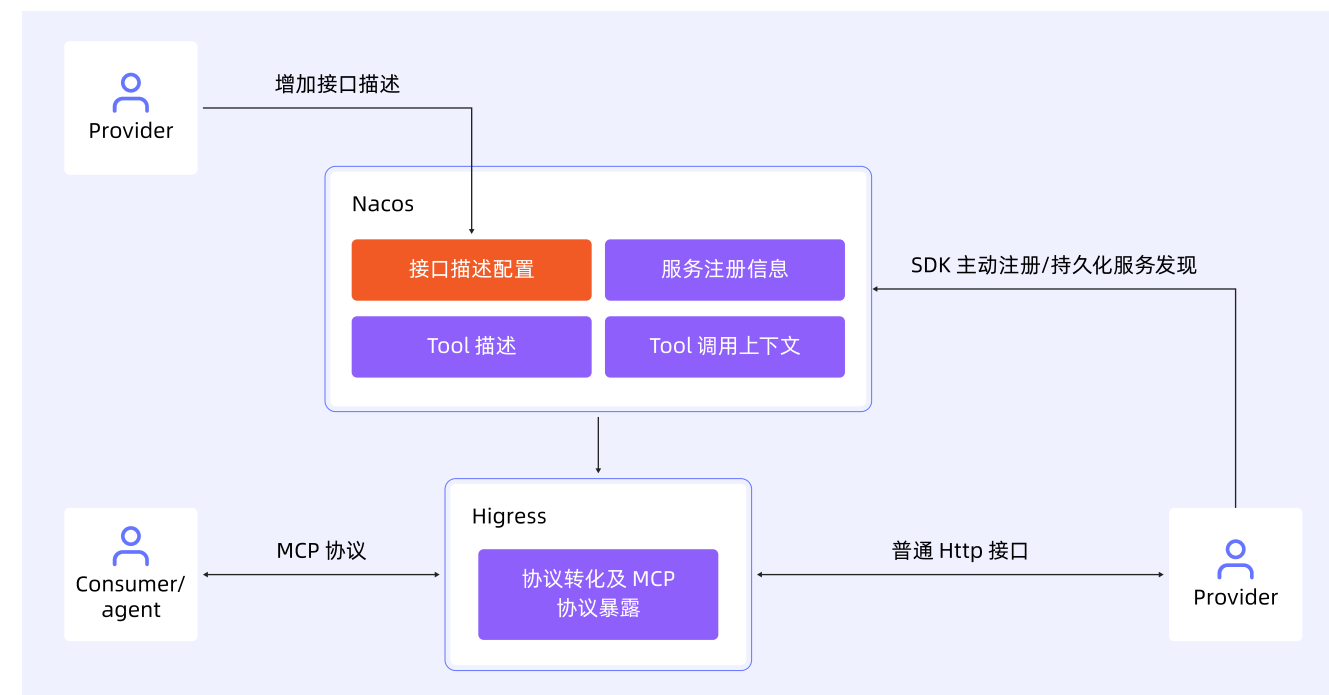 增加接口描述
Provider
Nacos
接口描述配置
服务注册信息
SDK 主动注册/持久化服务发现
Tool 描述
Tool 调用上下文
Higress
MCP 协议
普通 Http 接口
协议转化及 MCP
协议暴露
Consumer/
agent
Provider